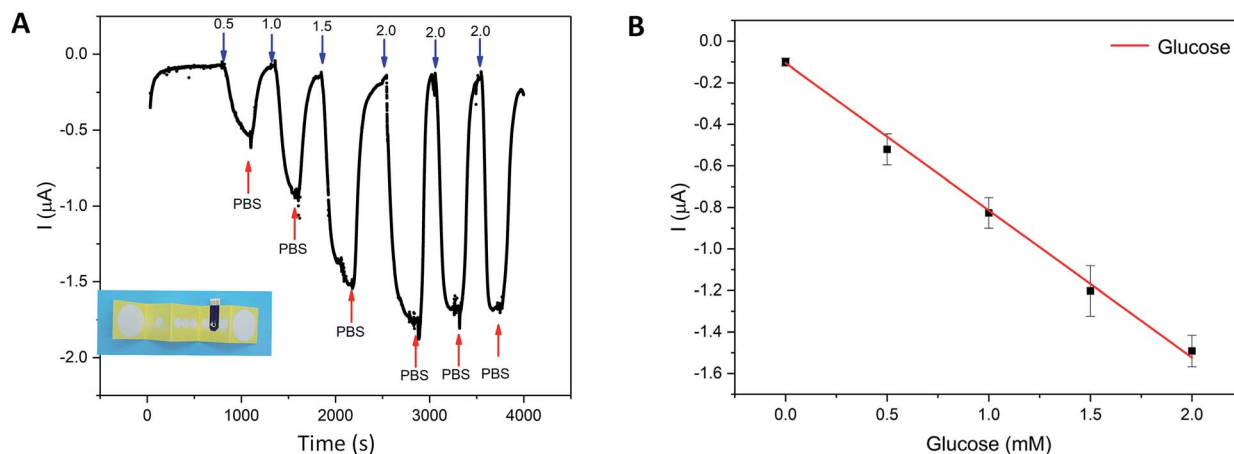 A
0.5 1.0 1.5 2.0 2.0 2.0
0.0
-0.5
-1.0
-1.5
-2.0
I (μA)
PBS
PBS
PBS
PBS PBS PBS
0 1000 2000 3000 4000
Time (s)
B
Glucose
0.0
-0.2
-0.4
-0.6
-0.8
-1.0
-1.2
-1.4
-1.6
I (μA)
0.0 0.5 1.0 1.5 2.0
Glucose (mM)